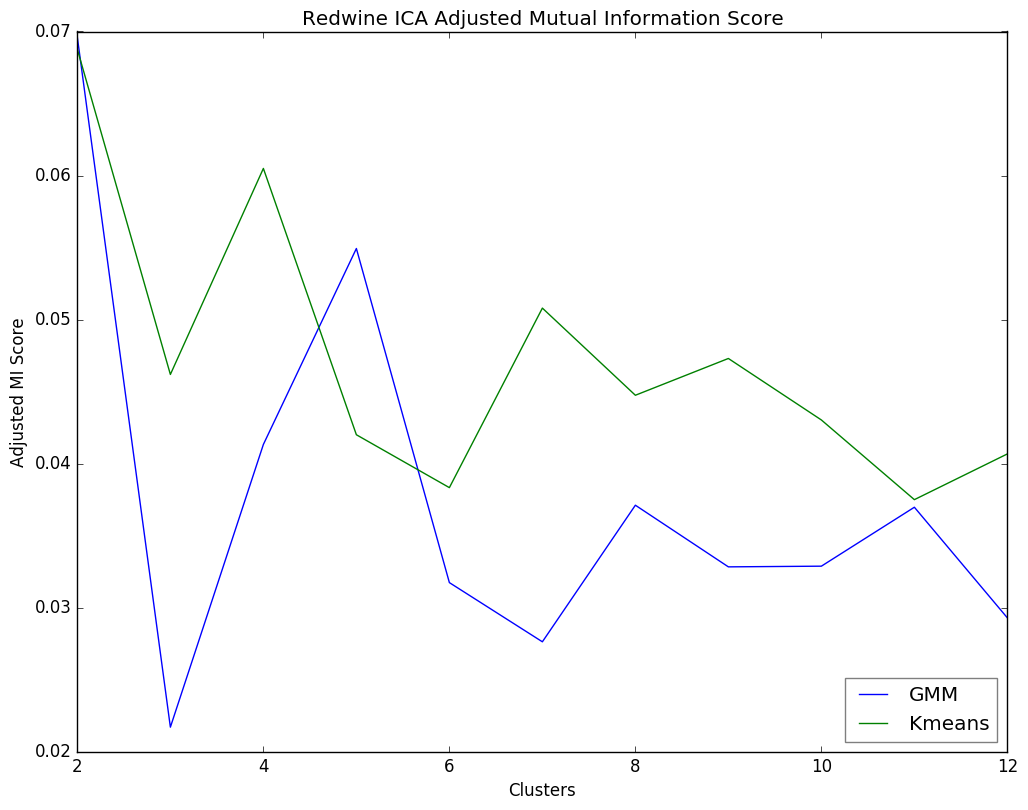 Redwine ICA Adjusted Mutual Information Score
0.07
0.06
0.05
0.04
0.03
0.02
Adjusted MI Score
2 4 6 8 10 12
Clusters
GMM
Kmeans